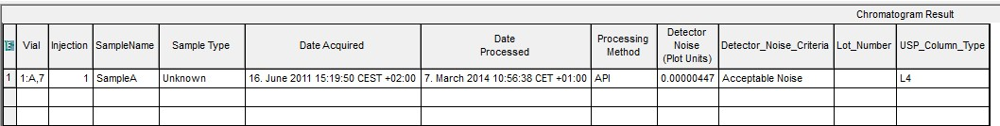 Chromatogram Result
Vial Injection SampleName Sample Type Date Acquired Date Processed Processing Method Detector Noise (Plot Units) Detector_Noise_Criteria Lot_Number USP_Column_Type
1 1:A,7 1 SampleA Unknown 16. June 2011 15:19:50 CEST +02:00 7. March 2014 10:56:38 CET +01:00 API 0.00000447 Acceptable Noise L4